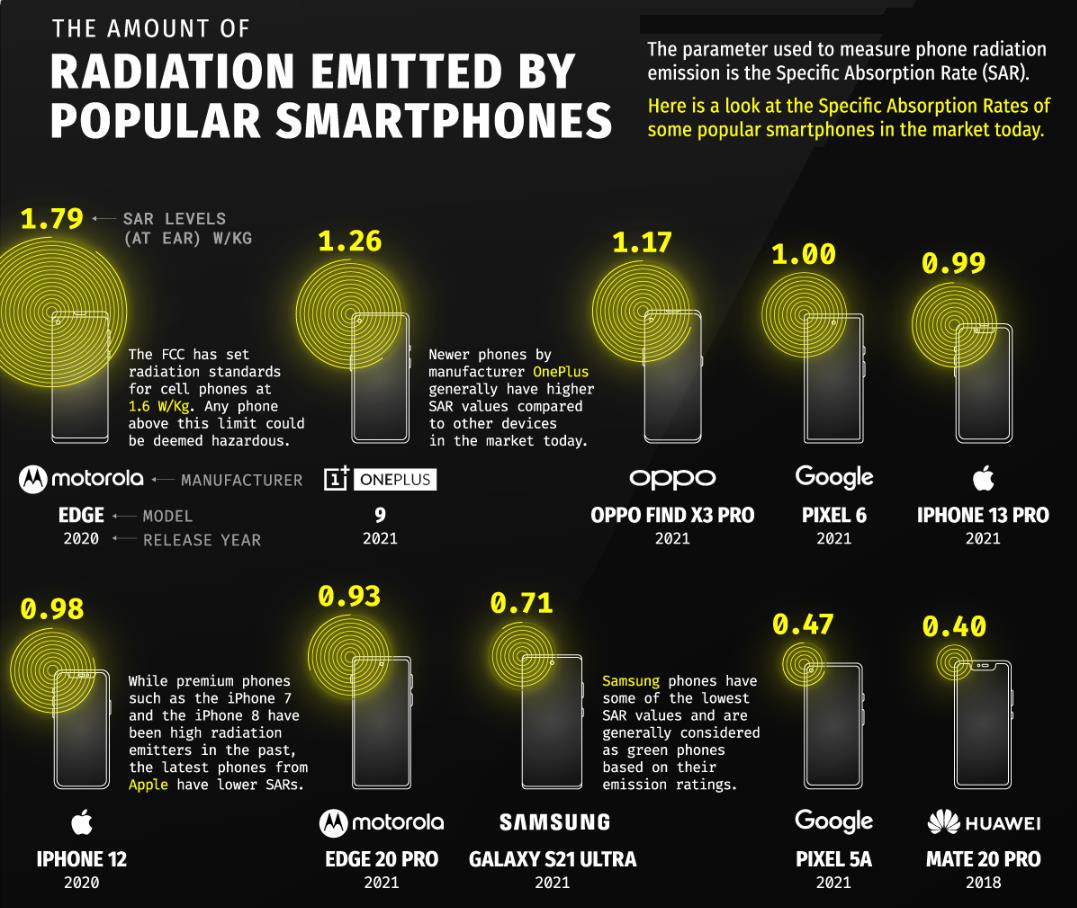 THE AMOUNT OF
RADIATION EMITTED BY
POPULAR SMARTPHONES
The parameter used to measure phone radiation
emission is the Specific Absorption Rate (SAR).
Here is a look at the Specific Absorption Rates of
some popular smartphones in the market today.
1.79
SAR LEVELS
(AT EAR) W/KG
The FCC has set
radiation standards
for cell phones at
1.6 W/Kg. Any phone
above this limit could
be deemed hazardous.
motorola
MANUFACTURER
EDGE
MODEL
2020
RELEASE YEAR
1.26
Newer phones by
manufacturer OnePlus
generally have higher
SAR values compared
to other devices
in the market today.
1+ ONEPLUS
9
2021
1.17
oppo
OPPO FIND X3 PRO
2021
1.00
Google
PIXEL 6
2021
0.99
IPHONE 13 PRO
2021
0.98
While premium phones
such as the iPhone 7
and the iPhone 8 have
been high radiation
emitters in the past,
the latest phones from
Apple have lower SARs.
IPHONE 12
2020
0.93
motorola
EDGE 20 PRO
2021
0.71
Samsung phones have
some of the lowest
SAR values and are
generally considered
as green phones
based on their
emission ratings.
SAMSUNG
GALAXY S21 ULTRA
2021
0.47
Google
PIXEL 5A
2021
0.40
HUAWEI
MATE 20 PRO
2018